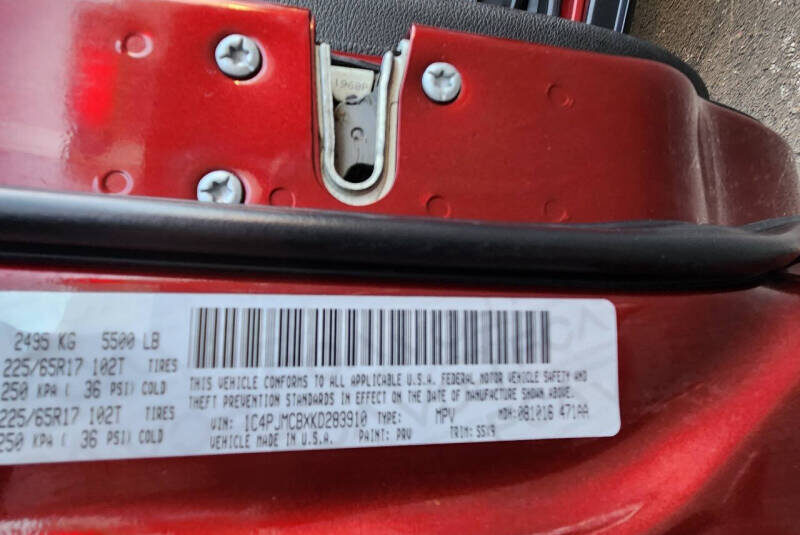 1968P
2495 KG 5500 LB
225/65R17 102T TIRES
250 KPA ( 36 PSI) COLD
225/65R17 102T TIRES
250 KPA ( 36 PSI) COLD
THIS VEHICLE CONFORMS TO ALL APPLICABLE U.S.A. FEDERAL MOTOR VEHICLE SAFETY AND
THEFT PREVENTION STANDARDS IN EFFECT ON THE DATE OF MANUFACTURE SHOWN ABOVE.
VIN: 1C4PJMCBXKD283910 TYPE: MPV MDH: 081016 471AA
VEHICLE MADE IN U.S.A. PAINT: PRV TRIM: S5X9